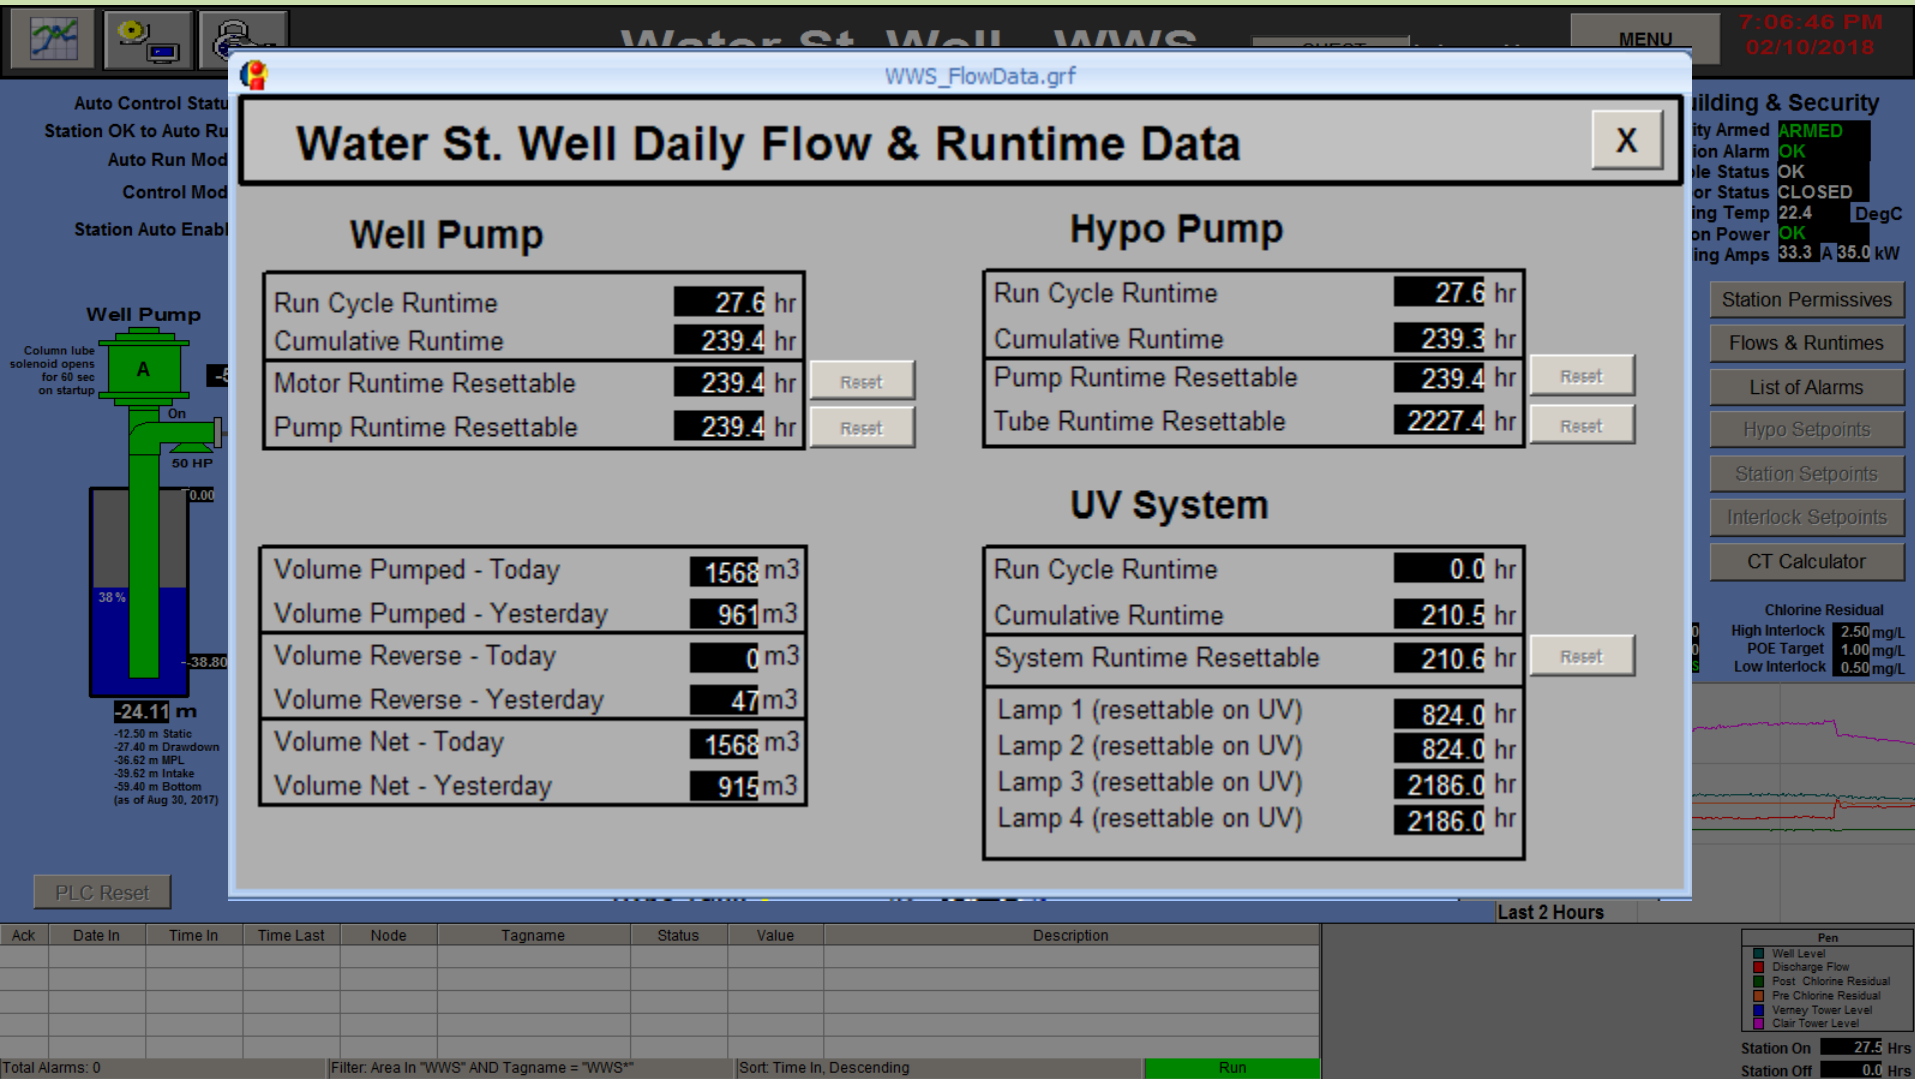 Water St. Well WWS
MENU
7:06:46 PM
02/10/2018
WWS_FlowData.grf
Water St. Well Daily Flow & Runtime Data
X
Well Pump
Run Cycle Runtime 27.6 hr
Cumulative Runtime 239.4 hr
Motor Runtime Resettable 239.4 hr Reset
Pump Runtime Resettable 239.4 hr Reset
Volume Pumped - Today 1568 m3
Volume Pumped - Yesterday 961 m3
Volume Reverse - Today 0 m3
Volume Reverse - Yesterday 47 m3
Volume Net - Today 1568 m3
Volume Net - Yesterday 915 m3
Hypo Pump
Run Cycle Runtime 27.6 hr
Cumulative Runtime 239.3 hr
Pump Runtime Resettable 239.4 hr Reset
Tube Runtime Resettable 2227.4 hr Reset
UV System
Run Cycle Runtime 0.0 hr
Cumulative Runtime 210.5 hr
System Runtime Resettable 210.6 hr Reset
Lamp 1 (resettable on UV) 824.0 hr
Lamp 2 (resettable on UV) 824.0 hr
Lamp 3 (resettable on UV) 2186.0 hr
Lamp 4 (resettable on UV) 2186.0 hr
Auto Control Statu
Station OK to Auto Ru
Auto Run Mod
Control Mod
Station Auto Enabl
Well Pump
Column lube
solenoid opens
for 60 sec
on startup
A
On
50 HP
0.00
38 %
-38.80
-24.11 m
-12.50 m Static
-27.40 m Drawdown
-36.62 m MPL
-39.62 m Intake
-59.40 m Bottom
(as of Aug 30, 2017)
PLC Reset
ilding & Security
ity Armed ARMED
ion Alarm OK
le Status OK
or Status CLOSED
ing Temp 22.4 DegC
on Power OK
ing Amps 33.3 A 35.0 kW
Station Permissives
Flows & Runtimes
List of Alarms
Hypo Setpoints
Station Setpoints
Interlock Setpoints
CT Calculator
Chlorine Residual
High Interlock 2.50 mg/L
POE Target 1.00 mg/L
Low Interlock 0.50 mg/L
Last 2 Hours
Ack Date In Time In Time Last Node Tagname Status Value Description
Total Alarms: 0 Filter: Area In "WWS" AND Tagname = "WWS*" Sort: Time In, Descending Run
Pen
Well Level
Discharge Flow
Post Chlorine Residual
Pre Chlorine Residual
Verney Tower Level
Clair Tower Level
Station On 27.5 Hrs
Station Off 0.0 Hrs